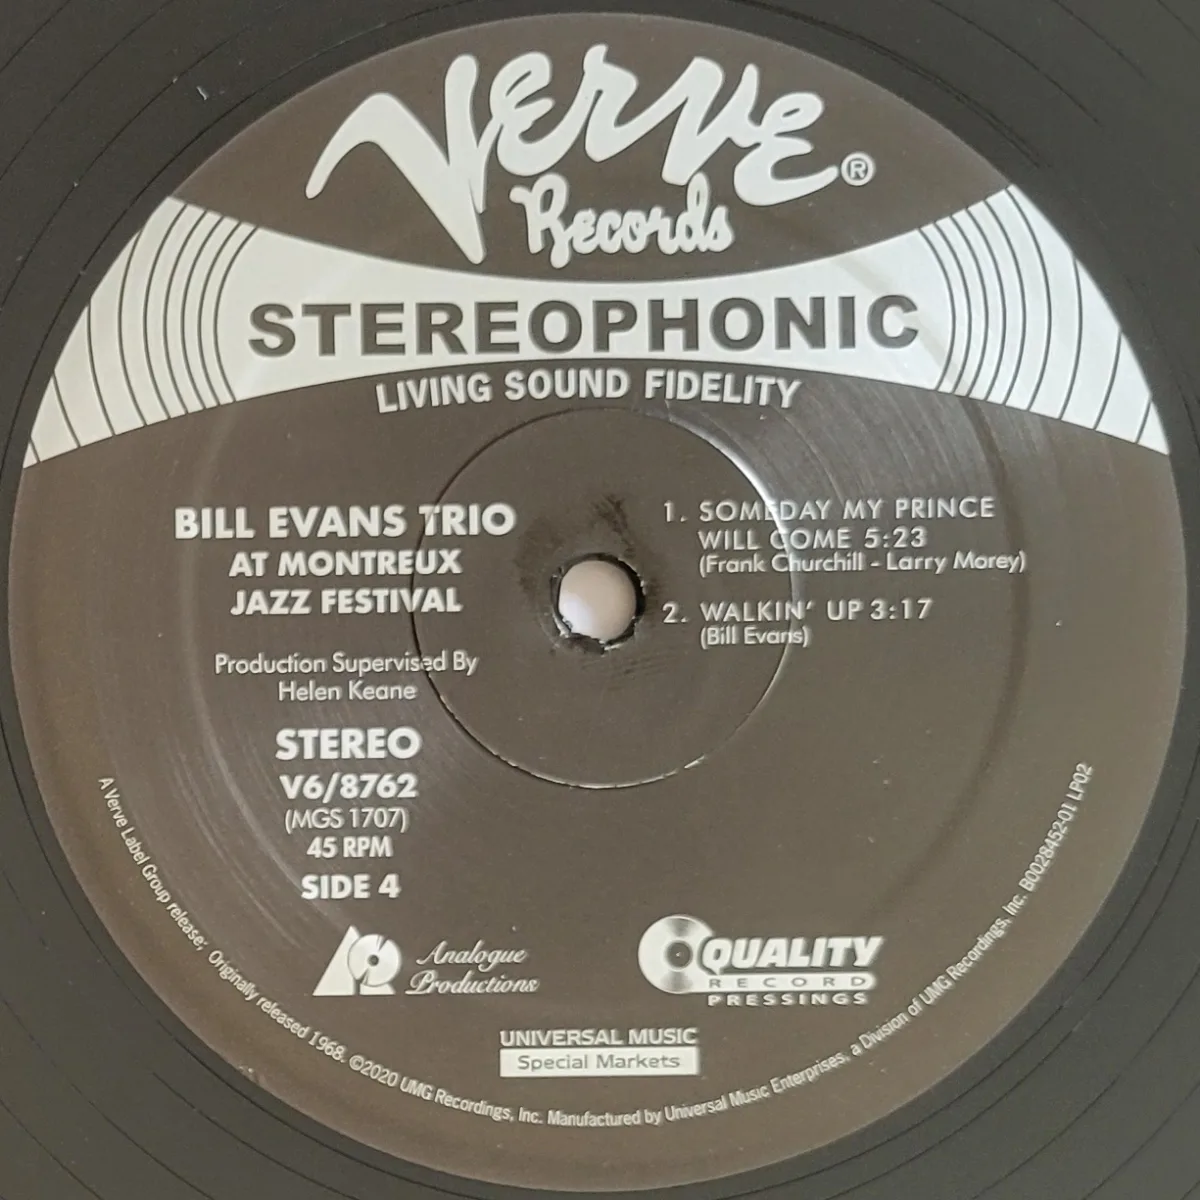 Verve®
Records
STEREOPHONIC
LIVING SOUND FIDELITY
BILL EVANS TRIO
AT MONTREUX
JAZZ FESTIVAL
Production Supervised By
Helen Keane
STEREO
V6/8762
(MGS 1707)
45 RPM
SIDE 4
1. SOMEDAY MY PRINCE
WILL COME 5:23
(Frank Churchill - Larry Morey)
2. WALKIN' UP 3:17
(Bill Evans)
Analogue
Productions
QUALITY
RECORD
PRESSINGS
UNIVERSAL MUSIC
Special Markets
A Verve Label Group release; Originally released 1968. ©2020 UMG Recordings, Inc. Manufactured by Universal Music Enterprises, a Division of UMG Recordings, Inc. B0028452-01 LP02